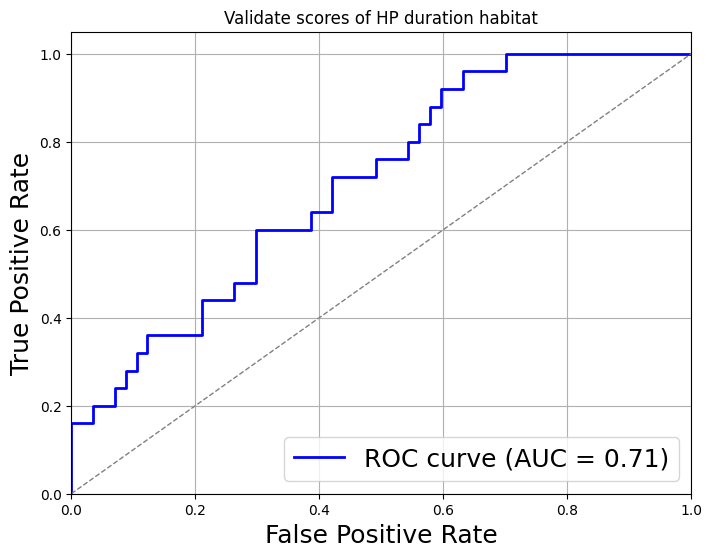 Validate scores of HP duration habitat
True Positive Rate
1.0
0.8
0.6
0.4
0.2
0.0
0.0 0.2 0.4 0.6 0.8 1.0
False Positive Rate
ROC curve (AUC = 0.71)